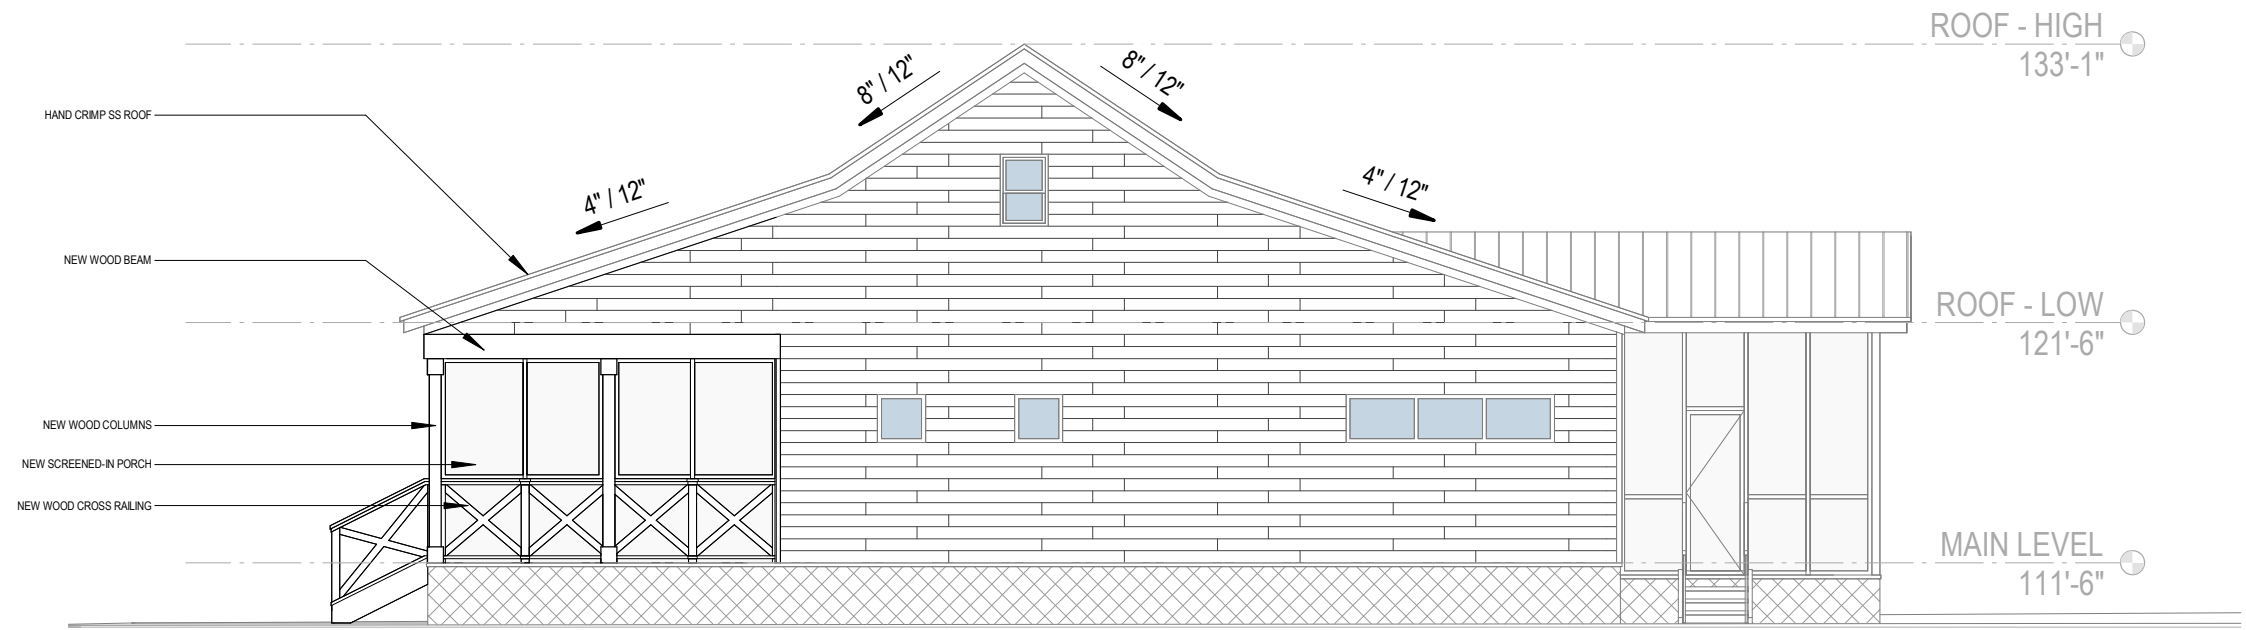 ROOF - HIGH
133'-1"
8" / 12"
8" / 12"
HAND CRIMP SS ROOF
4" / 12"
4" / 12"
NEW WOOD BEAM
ROOF - LOW
121'-6"
NEW WOOD COLUMNS
NEW SCREENED-IN PORCH
NEW WOOD CROSS RAILING
MAIN LEVEL
111'-6"